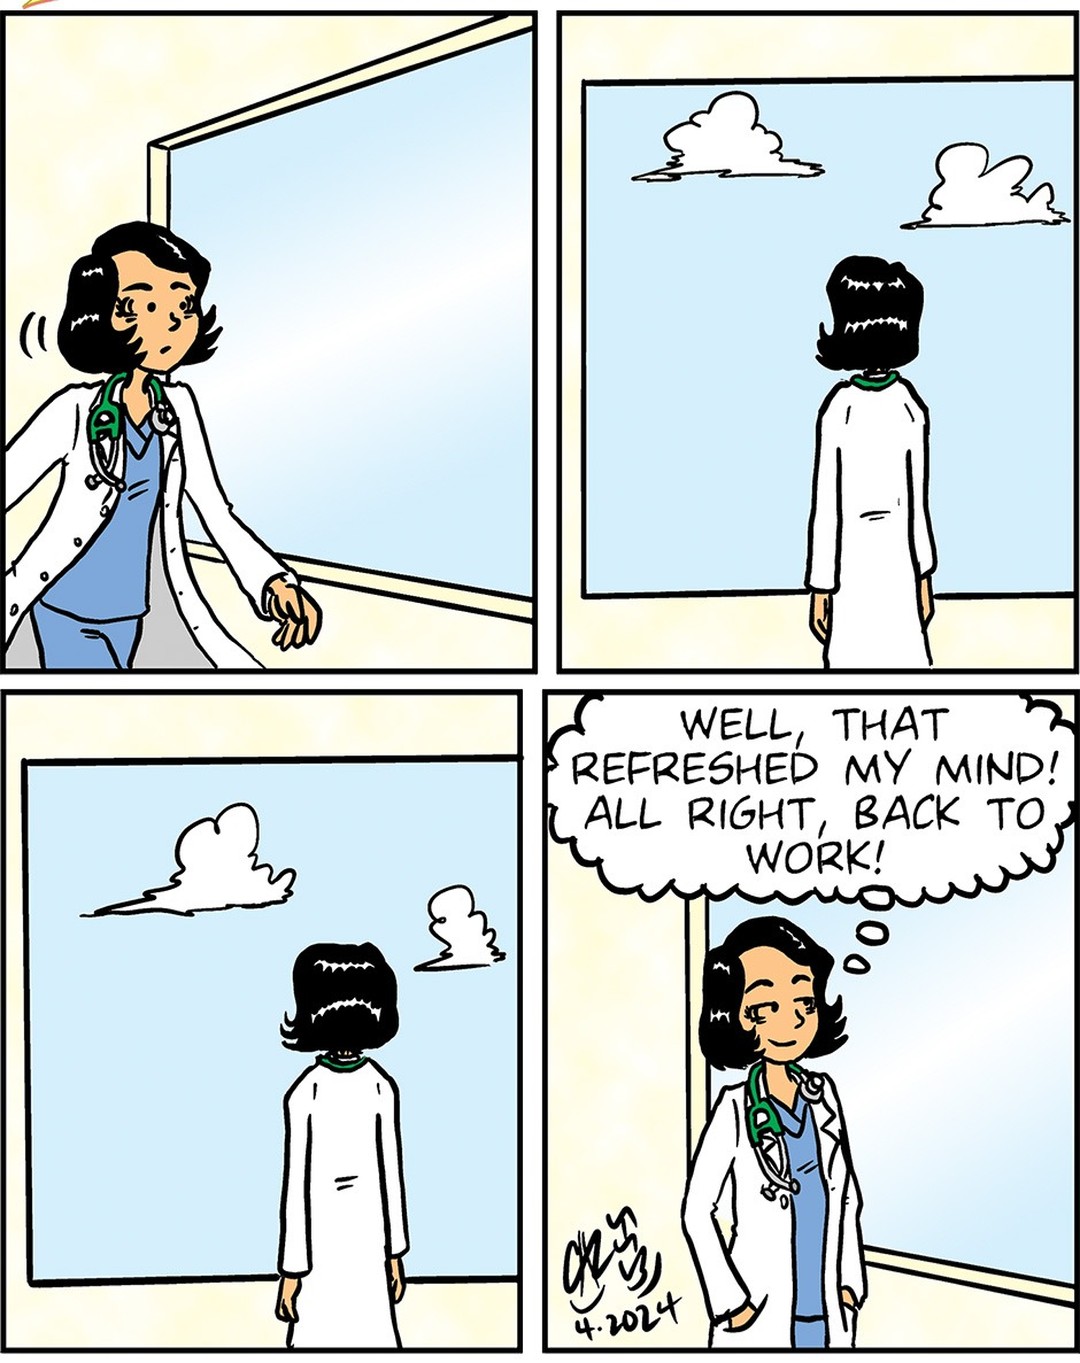 WELL, THAT
REFRESHED MY MIND!
ALL RIGHT, BACK TO
WORK!
4.2024